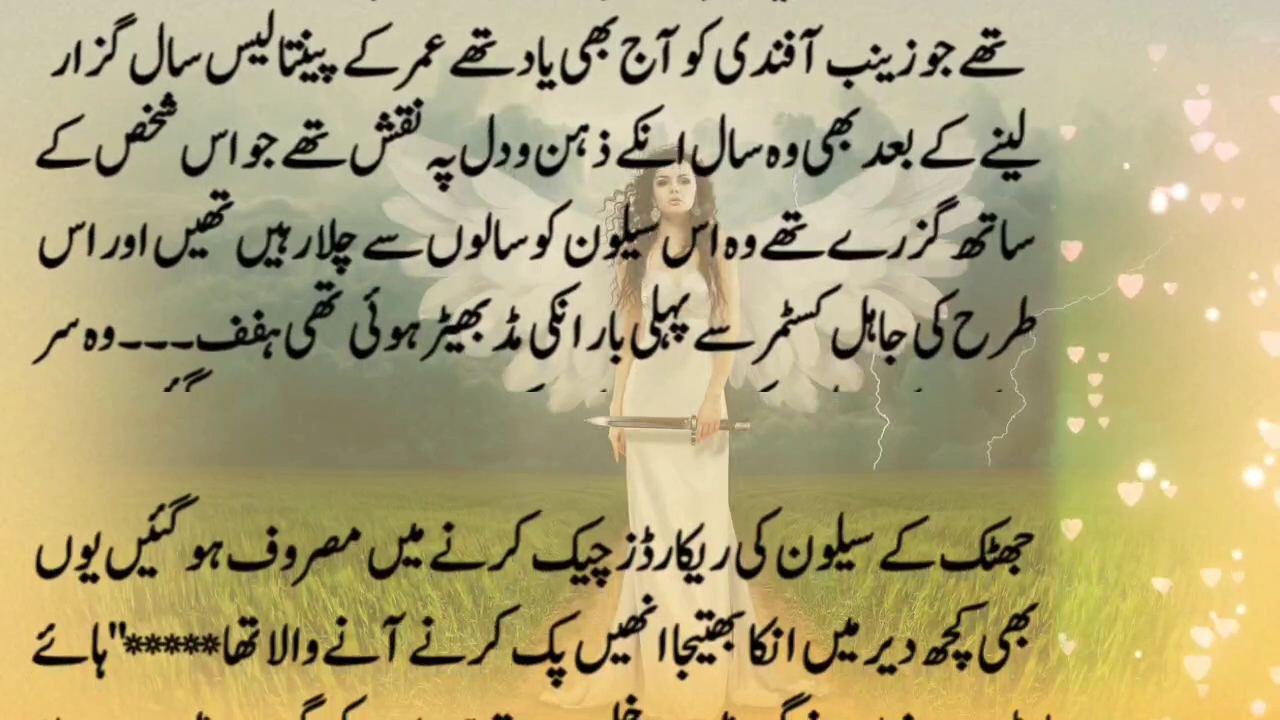 تھے جو زینب آفندی کو آج بھی یاد تھے عمر کے پینتالیس سال گزار
لینے کے بعد بھی وہ سال انکے ذہن و دل پہ نقش تھے جو اس شخص کے
ساتھ گزرے تھے وہ اس سیلون کو سالوں سے چلا رہیں تھیں اور اس
طرح کی جاہل کسٹمر سے پہلی بار انکی مڈ بھیڑ ہوئی تھی ہفف۔۔۔وہ سر
جھٹک کے سیلون کی ریکارڈز چیک کرنے میں مصروف ہو گئیں یوں
بھی کچھ دیر میں انکا بھتیجا انھیں پک کرنے آنے والا تھا*****"ہائے